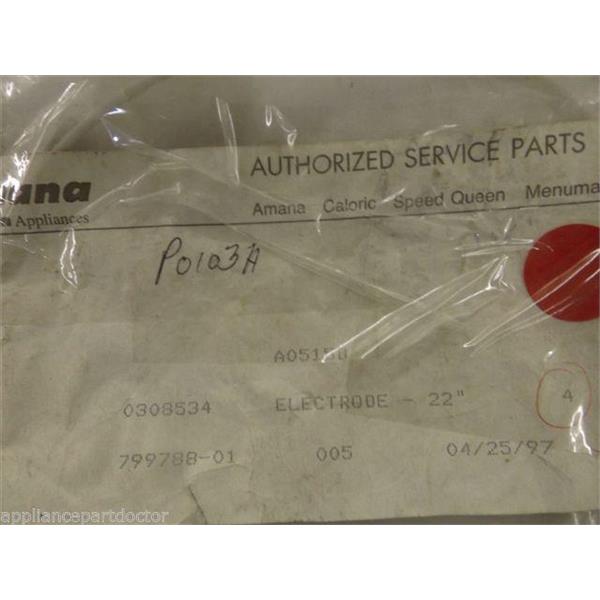 AUTHORIZED SERVICE PARTS
Appliances
Amana Caloric Speed Queen
P0103A
0308534 ELECTRODE - 22" 4
799788-01 005 04/25/97
appliancepartdoctor